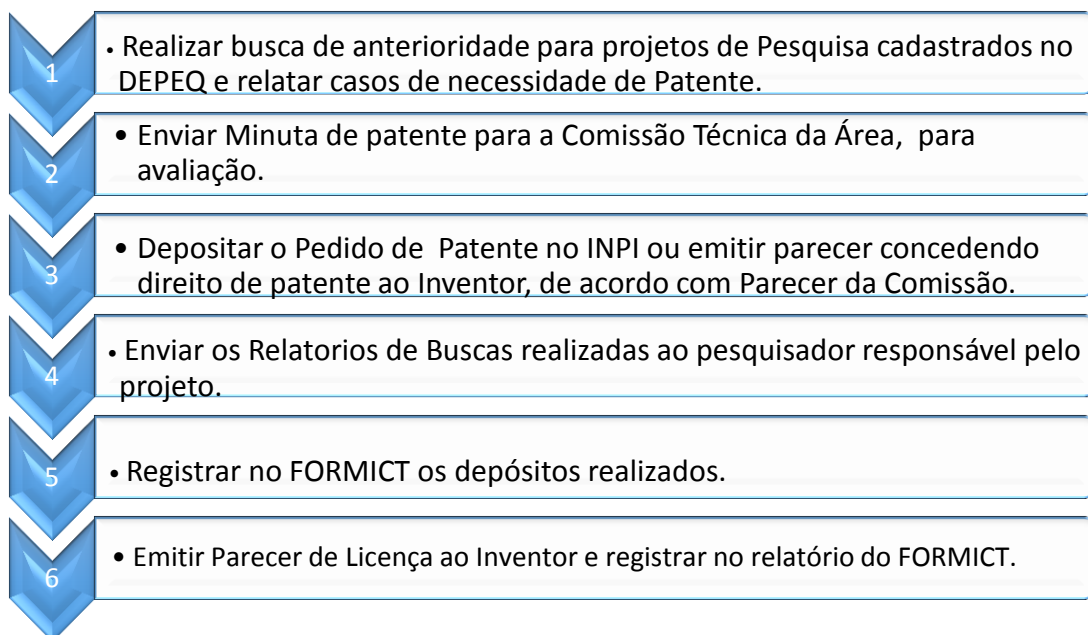 1
• Realizar busca de anterioridade para projetos de Pesquisa cadastrados no
DEPEQ e relatar casos de necessidade de Patente.
2
• Enviar Minuta de patente para a Comissão Técnica da Área, para
avaliação.
3
• Depositar o Pedido de Patente no INPI ou emitir parecer concedendo
direito de patente ao Inventor, de acordo com Parecer da Comissão.
4
• Enviar os Relatorios de Buscas realizadas ao pesquisador responsável pelo
projeto.
5
• Registrar no FORMICT os depósitos realizados.
6
• Emitir Parecer de Licença ao Inventor e registrar no relatório do FORMICT.